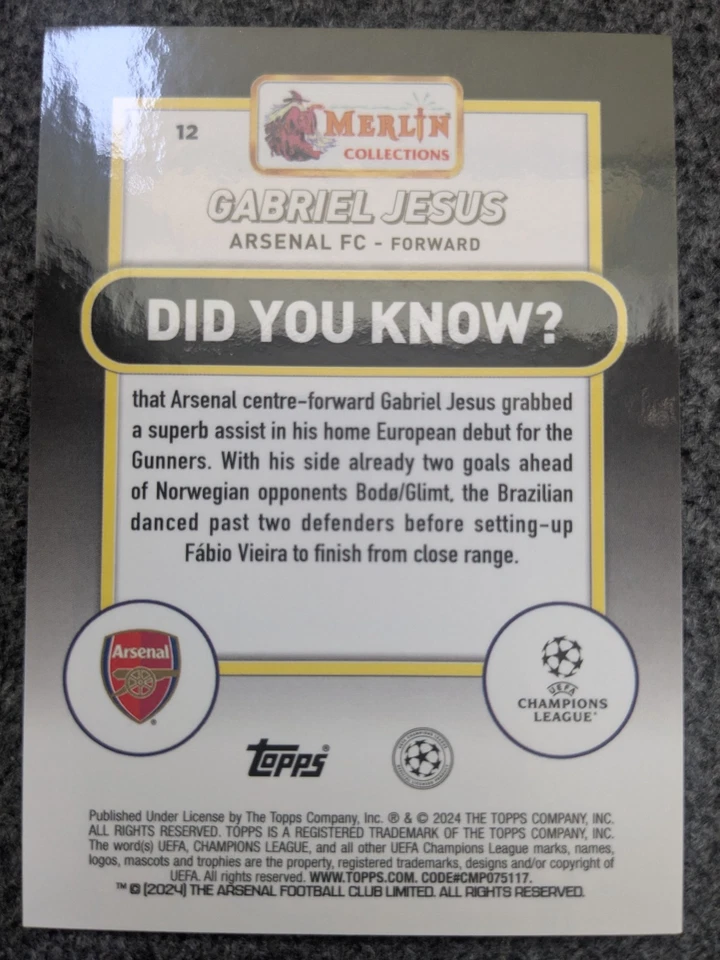 12
MERLIN
COLLECTIONS
GABRIEL JESUS
ARSENAL FC - FORWARD
DID YOU KNOW?
that Arsenal centre-forward Gabriel Jesus grabbed
a superb assist in his home European debut for the
Gunners. With his side already two goals ahead
of Norwegian opponents Bodø/Glimt, the Brazilian
danced past two defenders before setting-up
Fábio Vieira to finish from close range.
Arsenal
®
UEFA
CHAMPIONS
LEAGUE®
Topps®
Published Under License by The Topps Company, Inc. ® & © 2024 THE TOPPS COMPANY, INC.
ALL RIGHTS RESERVED. TOPPS IS A REGISTERED TRADEMARK OF THE TOPPS COMPANY, INC.
The word(s) UEFA, CHAMPIONS LEAGUE, and all other UEFA Champions League marks, names,
logos, mascots and trophies are the property, registered trademarks, designs and/or copyright of
UEFA. All rights reserved. WWW.TOPPS.COM. CODE#CMP075117.
™ © (2024) THE ARSENAL FOOTBALL CLUB LIMITED. ALL RIGHTS RESERVED.